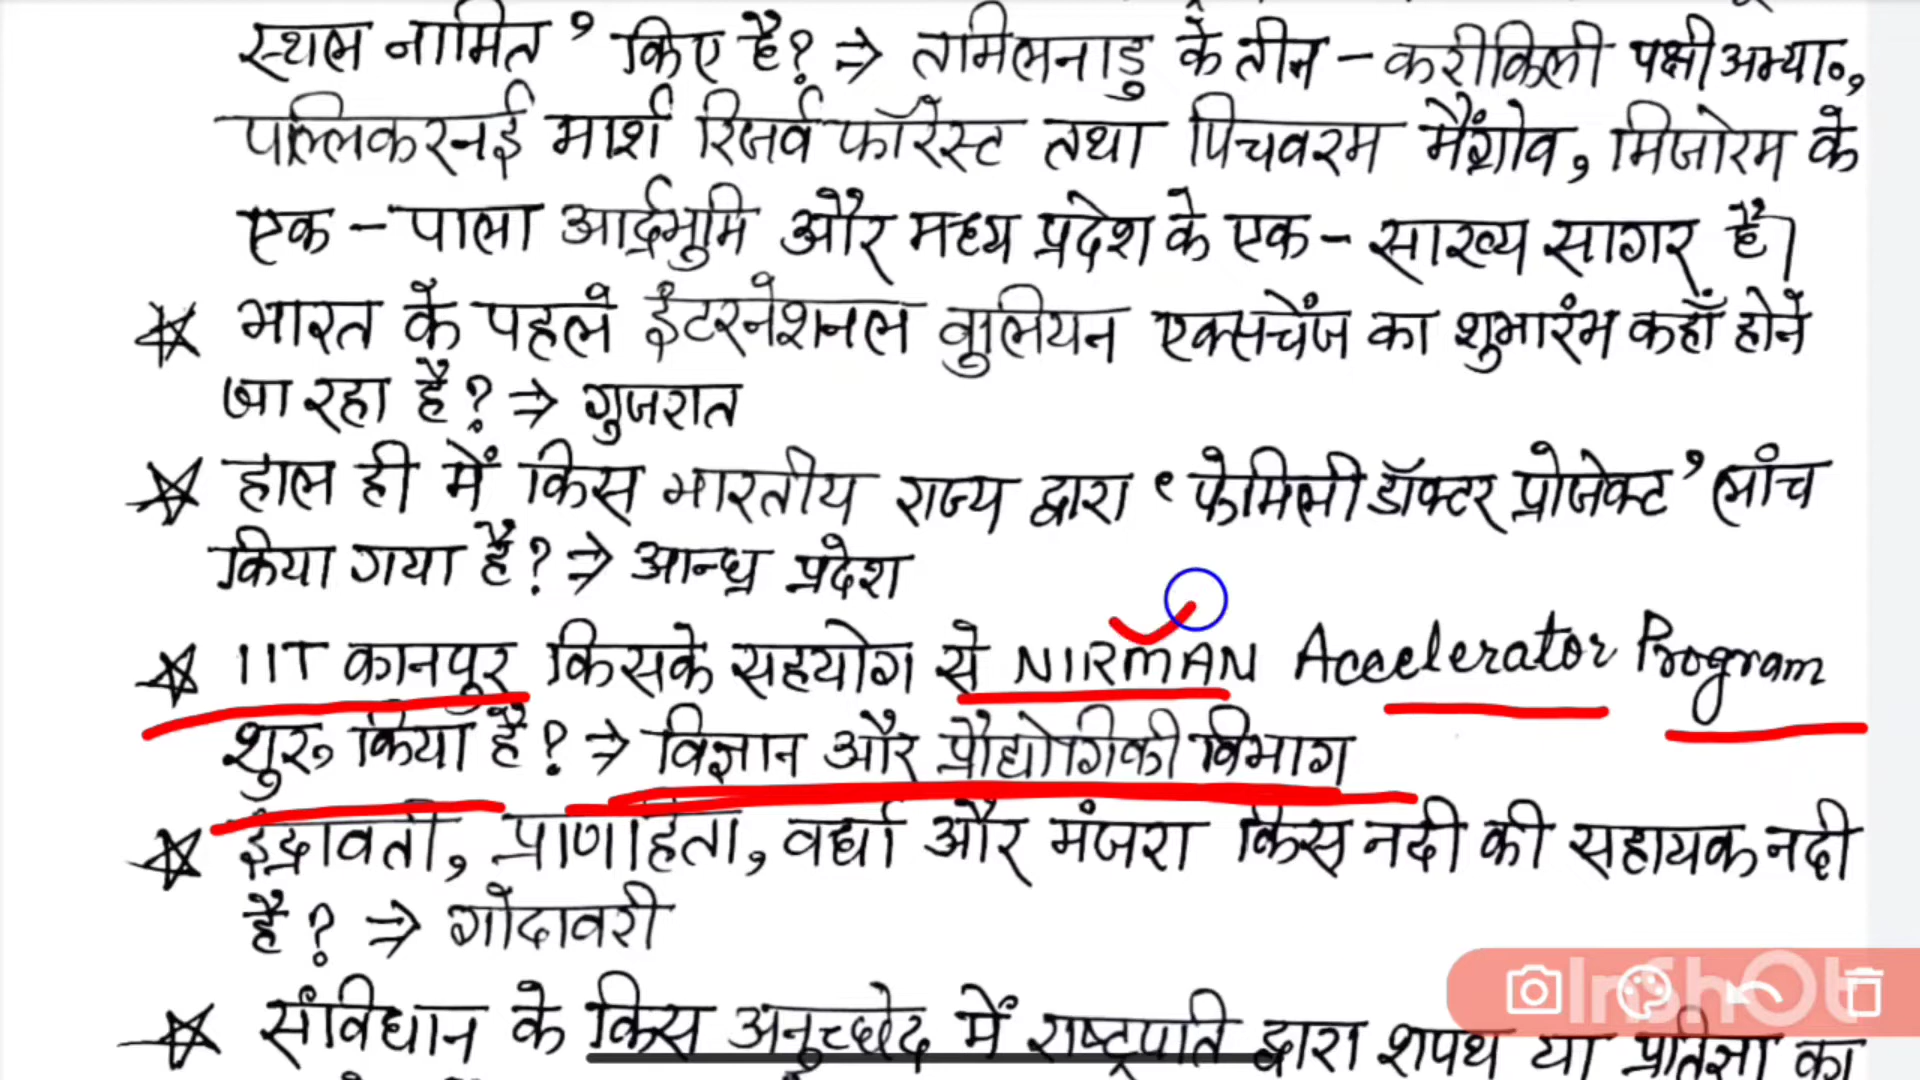 स्थल नामित’ किए हैं? ⇒ तमिलनाडु के तीन - करीकिली पक्षी अभ्या०,
पल्लिकरनई मार्श रिजर्व फॉरेस्ट तथा पिचवरम मैंग्रोव, मिजोरम के
एक - पाला आर्द्रभूमि और मध्य प्रदेश के एक - साख्य सागर है।
भारत के पहले इंटरनेशनल बुलियन एक्सचेंज का शुभारंभ कहाँ होने
जा रहा है? ⇒ गुजरात
हाल ही में किस भारतीय राज्य द्वारा ‘फेमिली डॉक्टर प्रोजेक्ट’ लांच
किया गया है? ⇒ आन्ध्र प्रदेश
IIT कानपुर किसके सहयोग से NIRMAN Accelerator Program
शुरु किया है? ⇒ विज्ञान और प्रौद्योगिकी विभाग
इंद्रावती, प्राणहिता, वर्धा और मंजरा किस नदी की सहायक नदी
है? ⇒ गोदावरी
संविधान के किस अनुच्छेद में राष्ट्रपति द्वारा शपथ या प्रतिज्ञा का
InShOt